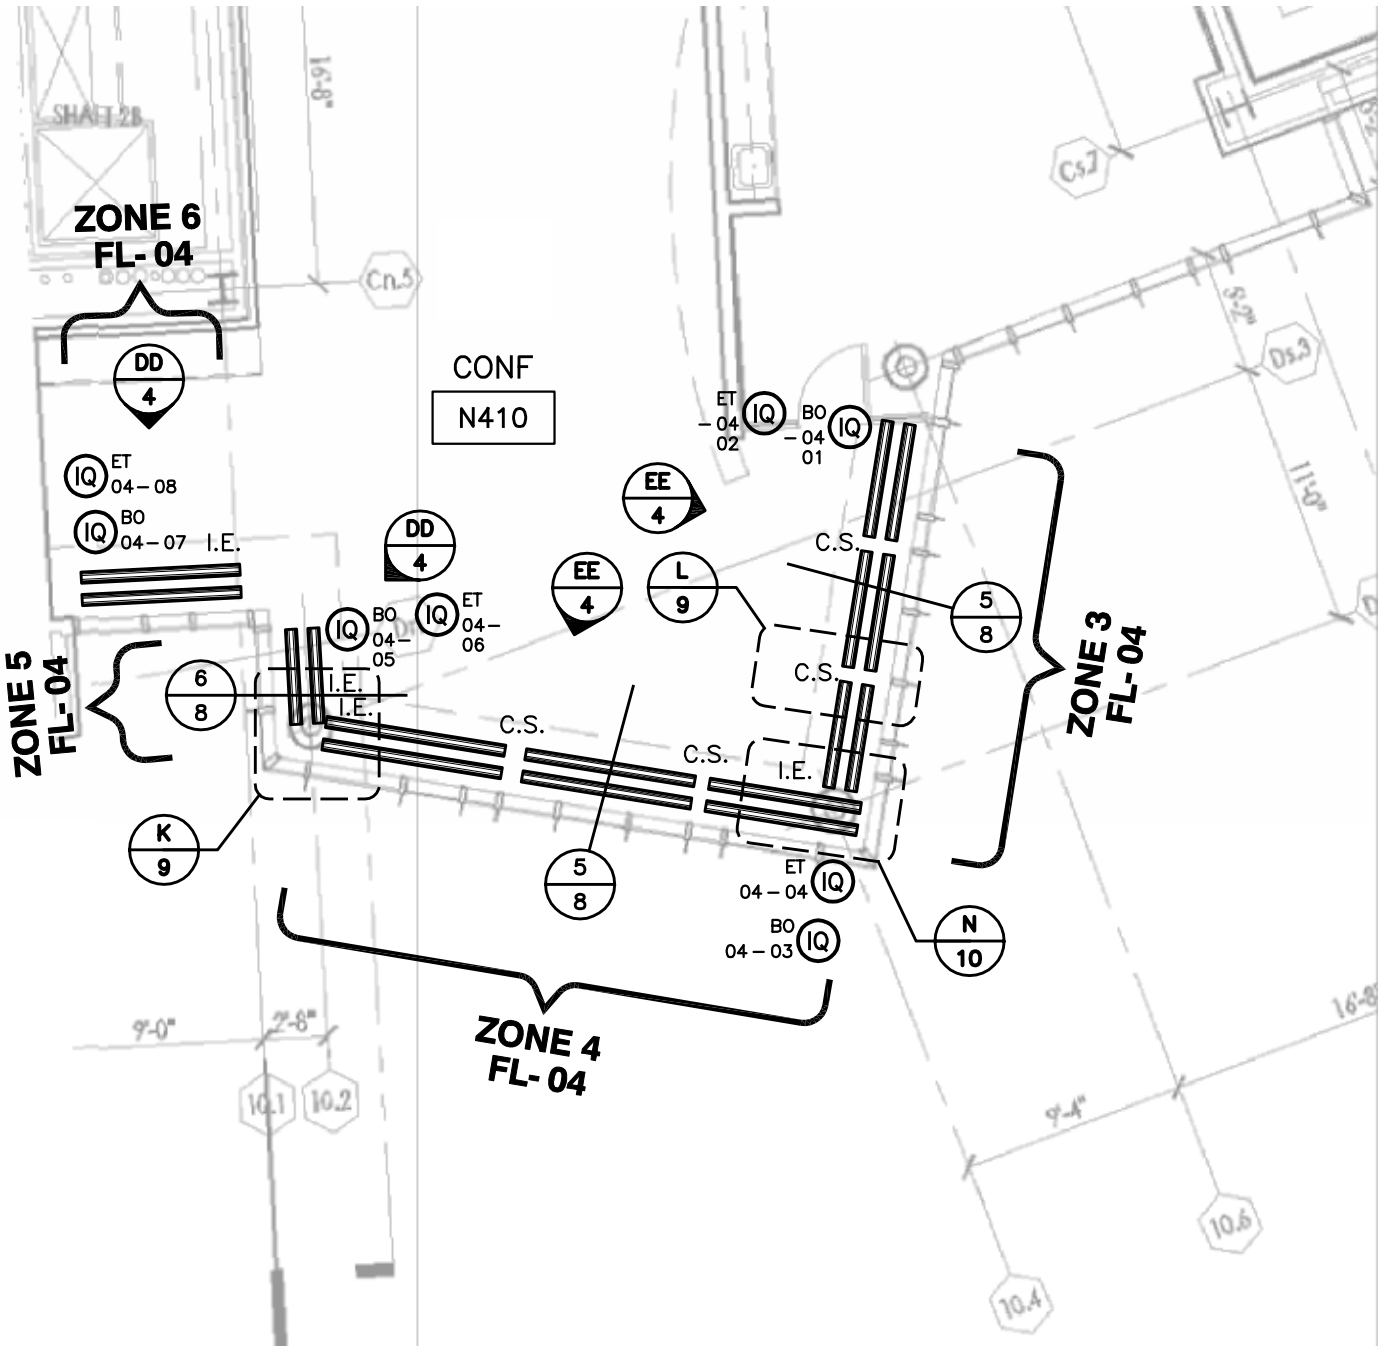 16'-8"
SHAFT 2B
ZONE 6
FL-04
Cn.5
Cs.7
5'-2"
Ds.3
11'-0"
DD
4
CONF
N410
ET
-04
02
IQ
BO
-04
01
IQ
IQ
ET
04-08
IQ
BO
04-07
I.E.
DD
4
EE
4
EE
4
L
9
C.S.
5
8
C.S.
ZONE 3
FL-04
IQ
BO
04-
05
IQ
ET
04-
06
ZONE 5
FL-04
6
8
I.E.
I.E.
C.S.
C.S.
I.E.
K
9
5
8
ET
04-04
IQ
BO
04-03
IQ
N
10
ZONE 4
FL-04
9'-0"
2'-8"
10.1
10.2
16'-8"
9'-4"
10.6
10.4